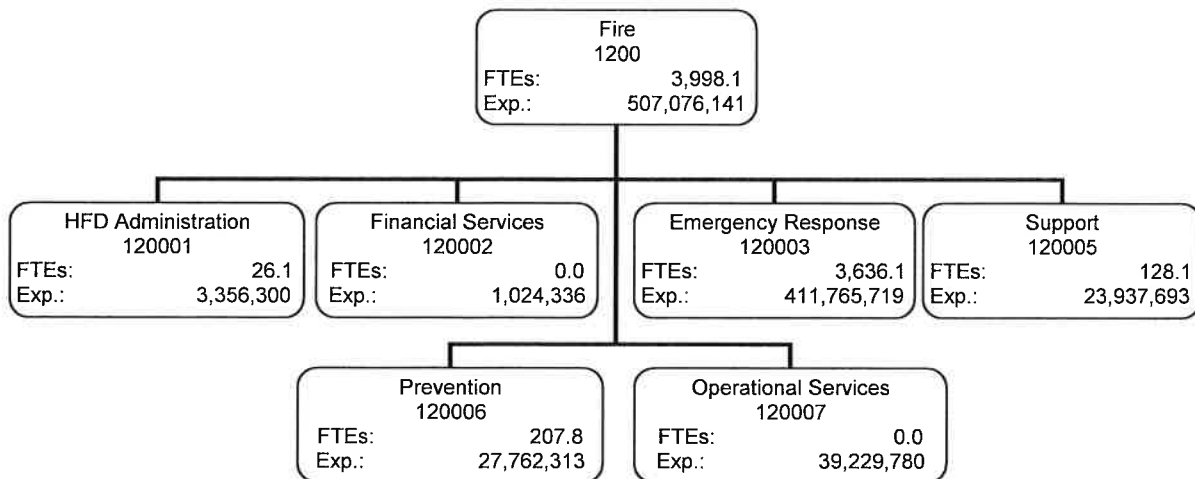 Fire
1200
FTEs: 3,998.1
Exp.: 507,076,141
HFD Administration
120001
FTEs: 26.1
Exp.: 3,356,300
Financial Services
120002
FTEs: 0.0
Exp.: 1,024,336
Emergency Response
120003
FTEs: 3,636.1
Exp.: 411,765,719
Support
120005
FTEs: 128.1
Exp.: 23,937,693
Prevention
120006
FTEs: 207.8
Exp.: 27,762,313
Operational Services
120007
FTEs: 0.0
Exp.: 39,229,780